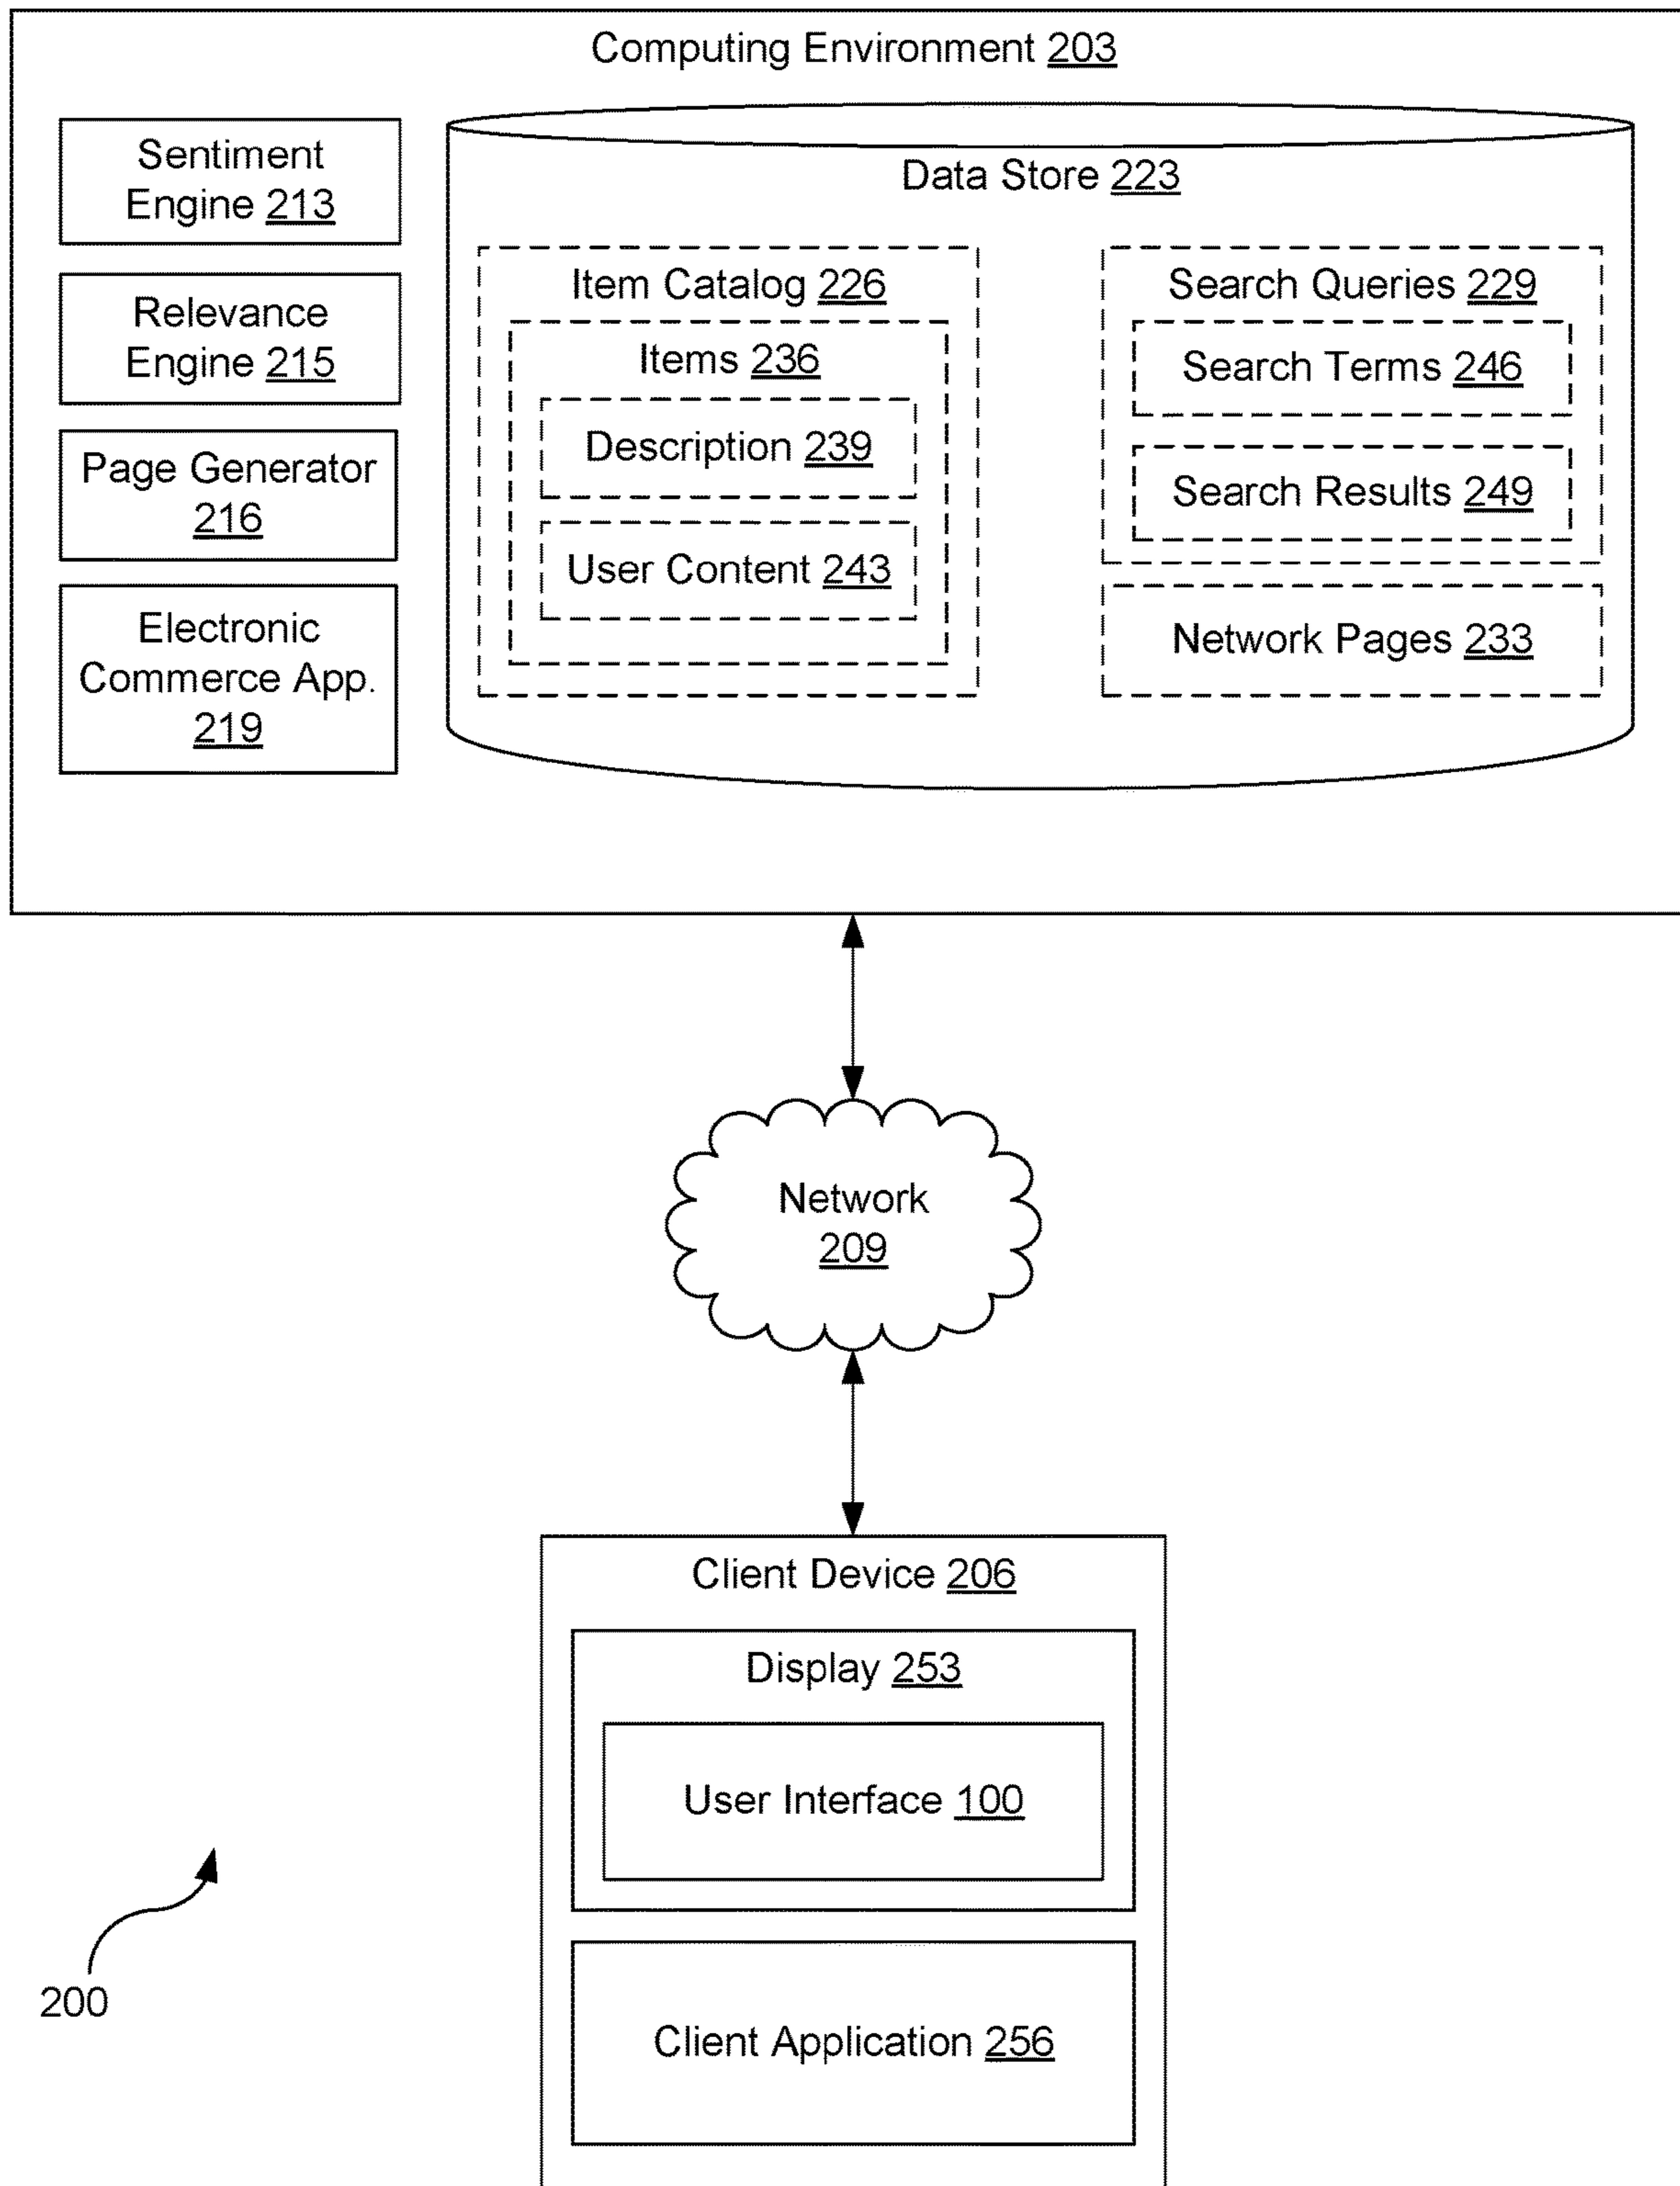 Computing Environment 203
Sentiment
Engine 213
Relevance
Engine 215
Page Generator
216
Electronic
Commerce App.
219
Data Store 223
Item Catalog 226
Items 236
Description 239
User Content 243
Search Queries 229
Search Terms 246
Search Results 249
Network Pages 233
Network
209
Client Device 206
Display 253
User Interface 100
Client Application 256
200